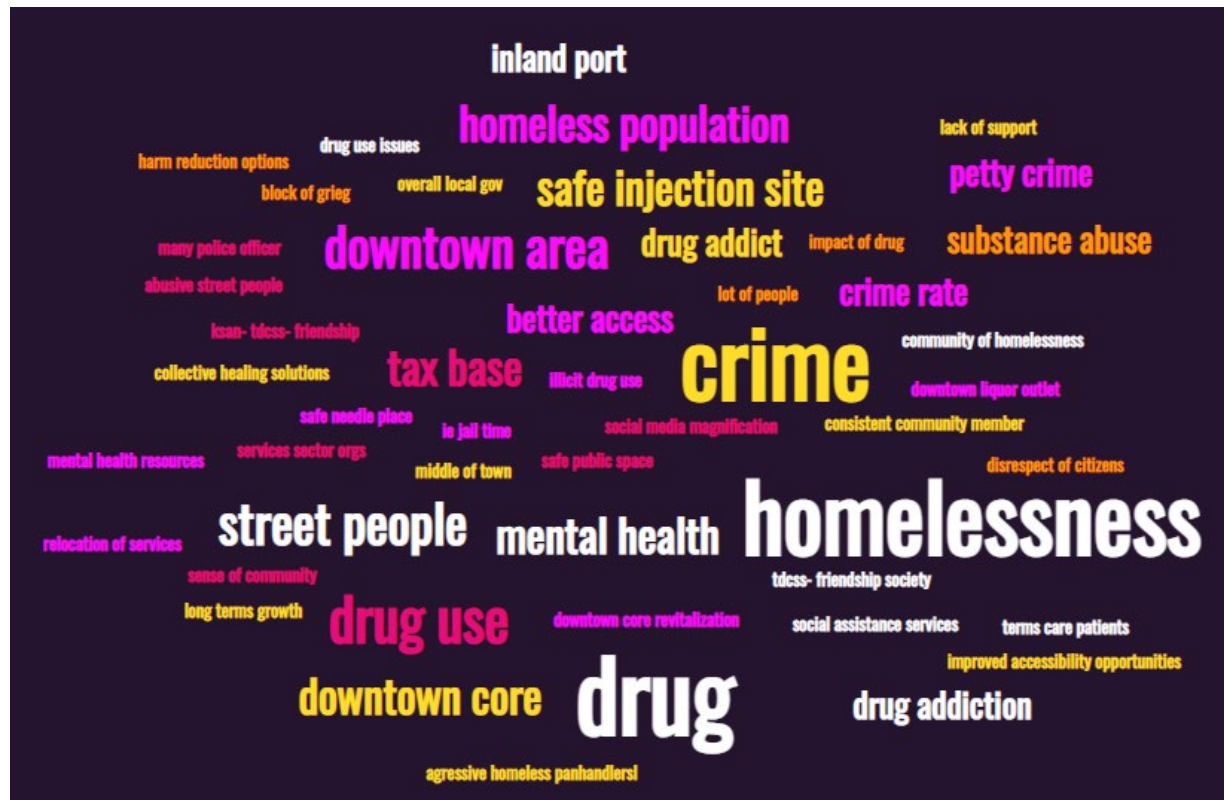 inland port
homeless population
lack of support
drug use issues
harm reduction options
petty crime
block of grieg
overall local gov
safe injection site
many police officer
downtown area
drug addict
impact of drug
substance abuse
abusive street people
lot of people
crime rate
better access
ksan- tdcss- friendship
community of homelessness
crime
collective healing solutions
tax base
illicit drug use
downtown liquor outlet
safe needle place
ie jail time
social media magnification
consistent community member
mental health resources
services sector orgs
middle of town
safe public space
disrespect of citizens
street people
mental health
homelessness
relocation of services
sense of community
tdcss- friendship society
long terms growth
drug use
downtown core revitalization
social assistance services
terms care patients
improved accessibility opportunities
downtown core
drug
drug addiction
agressive homeless panhandlersl